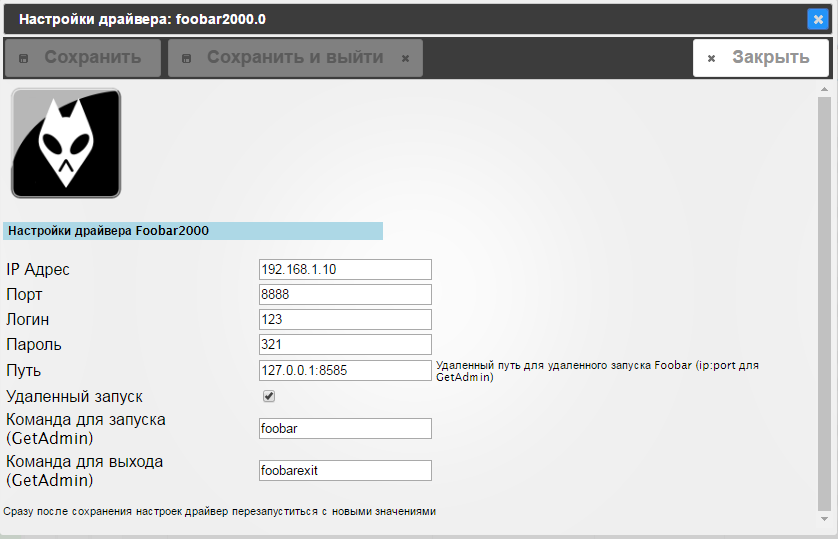 Настройки драйвера: foobar2000.0
Сохранить
Сохранить и выйти
Закрыть
Настройки драйвера Foobar2000
IP Адрес
192.168.1.10
Порт
8888
Логин
123
Пароль
321
Путь
127.0.0.1:8585
Удаленный путь для удаленного запуска Foobar (ip:port для
GetAdmin)
Удаленный запуск
Команда для запуска
(GetAdmin)
foobar
Команда для выхода
(GetAdmin)
foobarexit
Сразу после сохранения настроек драйвер перезапуститься с новыми значениями